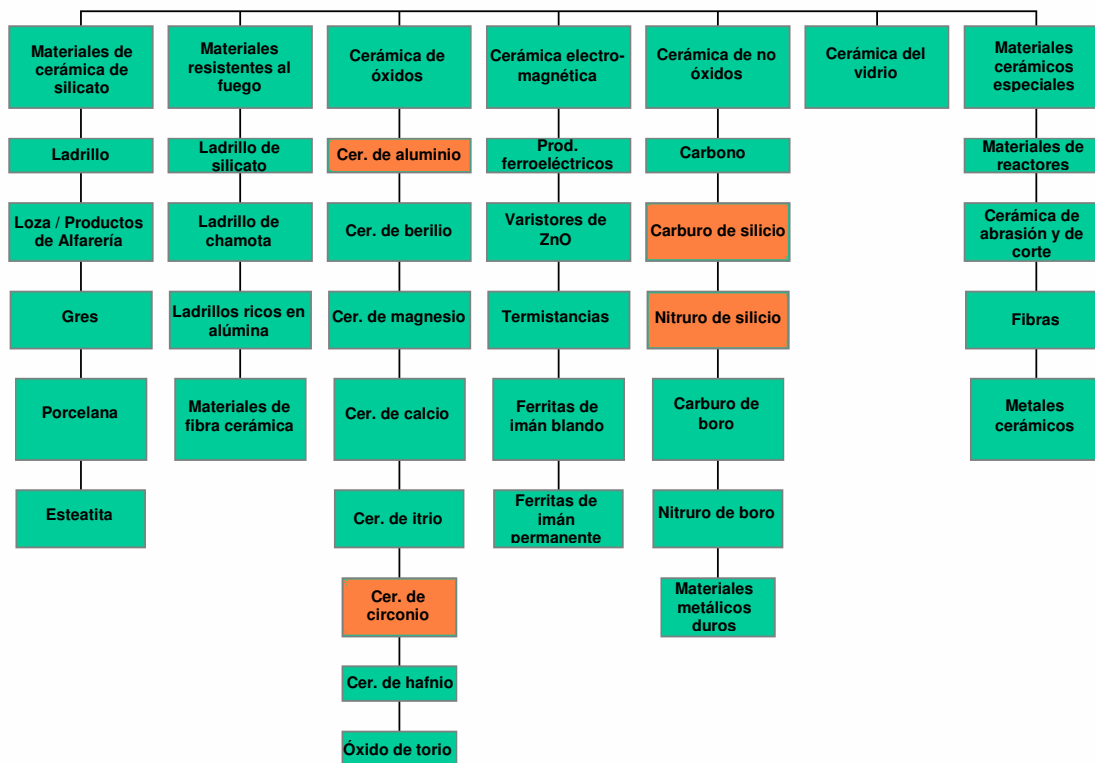 Materiales de
cerámica de
silicato
Materiales
resistentes al
fuego
Cerámica de
óxidos
Cerámica electro-
magnética
Cerámica de no
óxidos
Cerámica del
vidrio
Materiales
cerámicos
especiales
Ladrillo
Ladrillo de
silicato
Cer. de aluminio
Prod.
ferroeléctricos
Carbono
Materiales de
reactores
Loza / Productos
de Alfarería
Ladrillo de
chamota
Cer. de berilio
Varistores de
ZnO
Carburo de silicio
Cerámica de
abrasión y de
corte
Gres
Ladrillos ricos en
alúmina
Cer. de magnesio
Termistancias
Nitruro de silicio
Fibras
Porcelana
Materiales de
fibra cerámica
Cer. de calcio
Ferritas de
imán blando
Carburo de
boro
Metales
cerámicos
Esteatita
Cer. de itrio
Ferritas de
imán
permanente
Nitruro de boro
Cer. de
circonio
Materiales
metálicos
duros
Cer. de hafnio
Óxido de torio